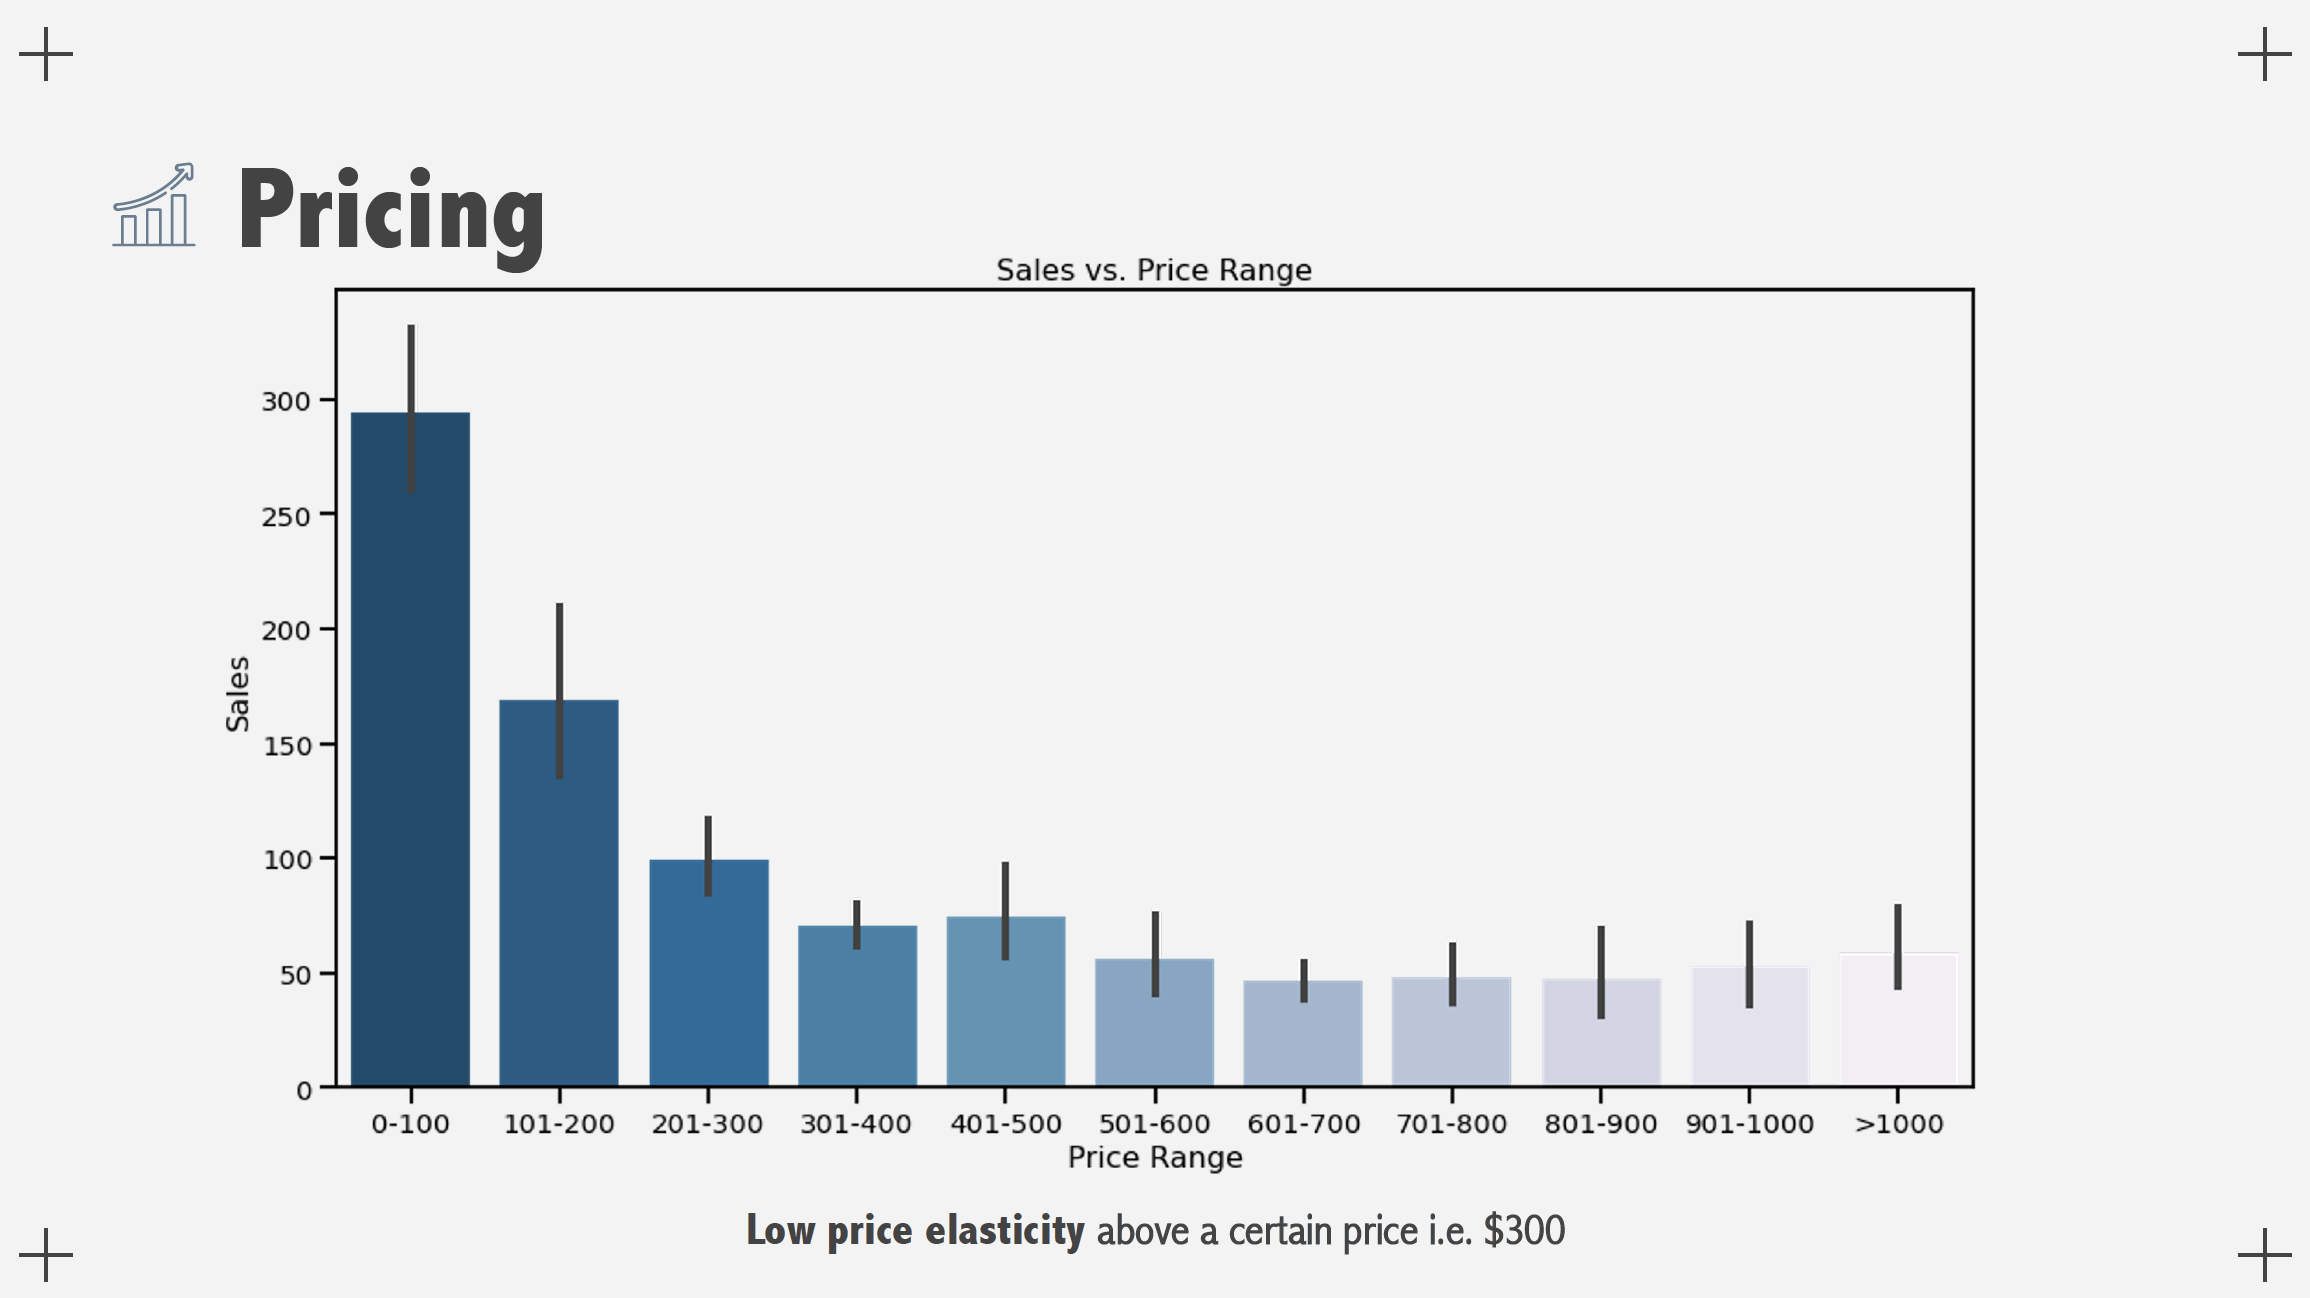 Pricing
Sales vs. Price Range
Sales
300
250
200
150
100
50
0
0-100 101-200 201-300 301-400 401-500 501-600 601-700 701-800 801-900 901-1000 >1000
Price Range
Low price elasticity above a certain price i.e. $300